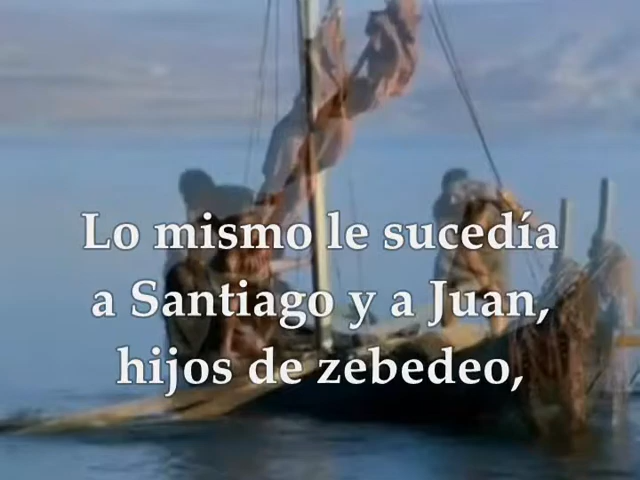 Lo mismo le sucedía
a Santiago y a Juan,
hijos de zebedeo,